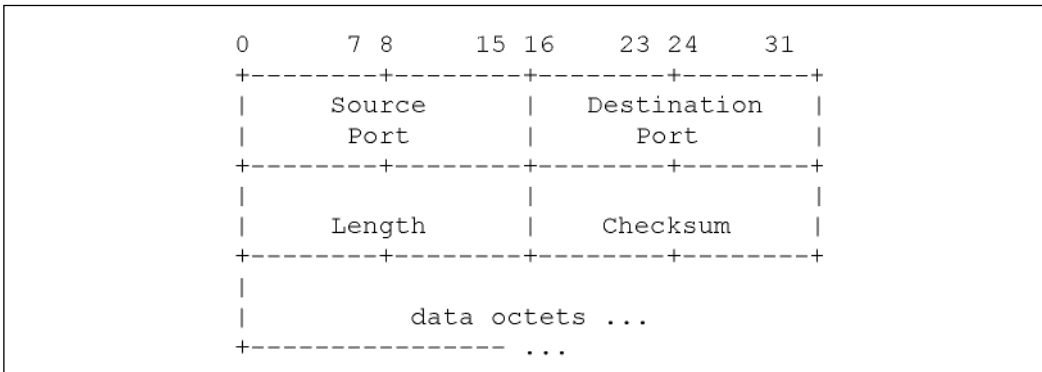 0      7 8     15 16    23 24    31
+--------+--------+--------+--------+
|     Source      |   Destination   |
|      Port       |      Port       |
+--------+--------+--------+--------+
|                 |                 |
|     Length      |    Checksum     |
+--------+--------+--------+--------+
|
|          data octets ...
+---------------- ...